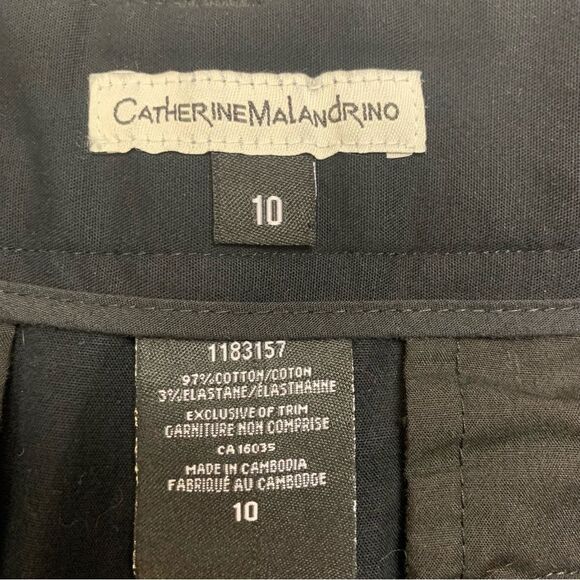 CATHERINEMALANDRINO
10
1183157
97%COTTON/COTON
3%ELASTANE/ÉLASTHANNE
EXCLUSIVE OF TRIM
GARNITURE NON COMPRISE
CA 16035
MADE IN CAMBODIA
FABRIQUÉ AU CAMBODGE
10